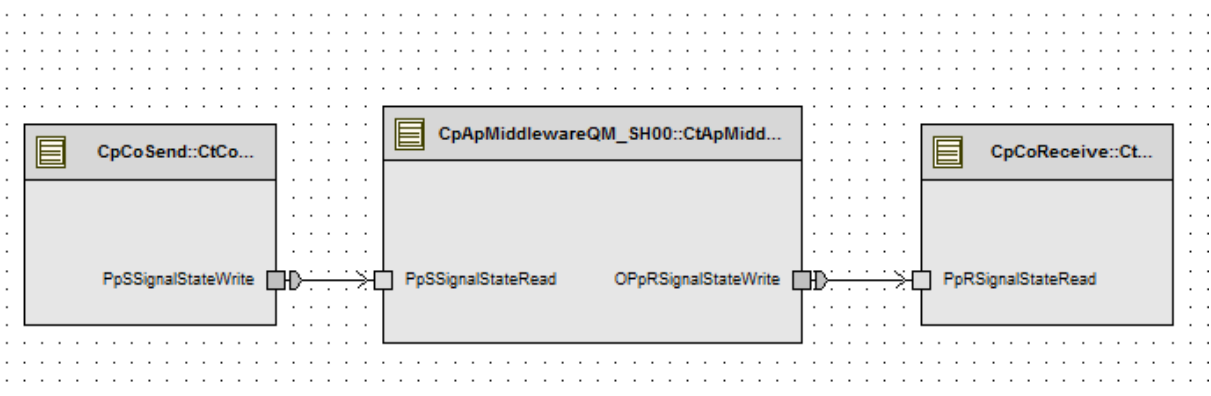 CpCoSend::CtCo...
CpApMiddlewareQM_SH00::CtApMidd...
CpCoReceive::Ct...
PpSSignalStateWrite
PpSSignalStateRead
OPpRSignalStateWrite
PpRSignalStateRead